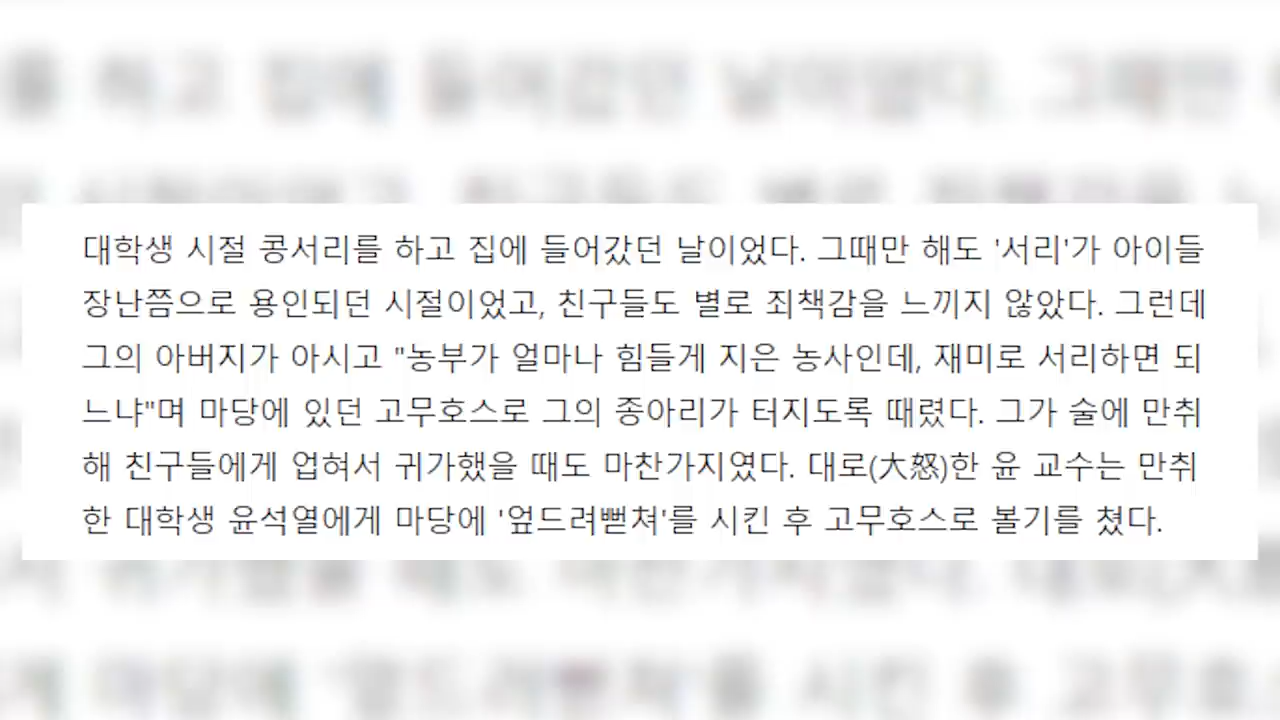 대학생 시절 콩서리를 하고 집에 들어갔던 날이었다. 그때만 해도 '서리'가 아이들
장난쯤으로 용인되던 시절이었고, 친구들도 별로 죄책감을 느끼지 않았다. 그런데
그의 아버지가 아시고 "농부가 얼마나 힘들게 지은 농사인데, 재미로 서리하면 되
느냐"며 마당에 있던 고무호스로 그의 종아리가 터지도록 때렸다. 그가 술에 만취
해 친구들에게 업혀서 귀가했을 때도 마찬가지였다. 대로(大怒)한 윤 교수는 만취
한 대학생 윤석열에게 마당에 '엎드려뻗쳐'를 시킨 후 고무호스로 볼기를 쳤다.